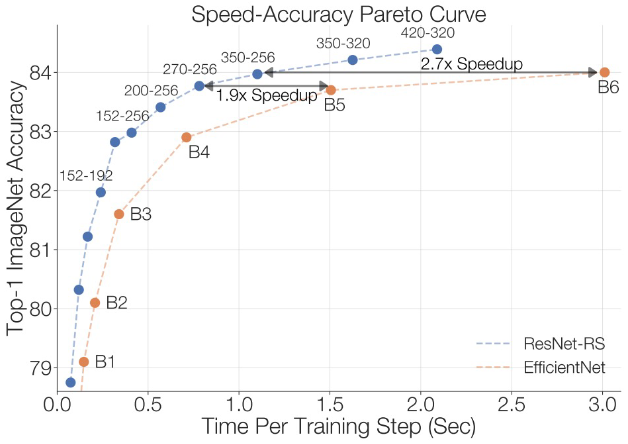 Speed-Accuracy Pareto Curve
420-320
350-320
350-256
2.7x Speedup
270-256
1.9x Speedup
200-256
152-256
152-192
B6
B5
B4
B3
B2
B1
Top-1 ImageNet Accuracy
84
83
82
81
80
79
0.0 0.5 1.0 1.5 2.0 2.5 3.0
Time Per Training Step (Sec)
ResNet-RS
EfficientNet